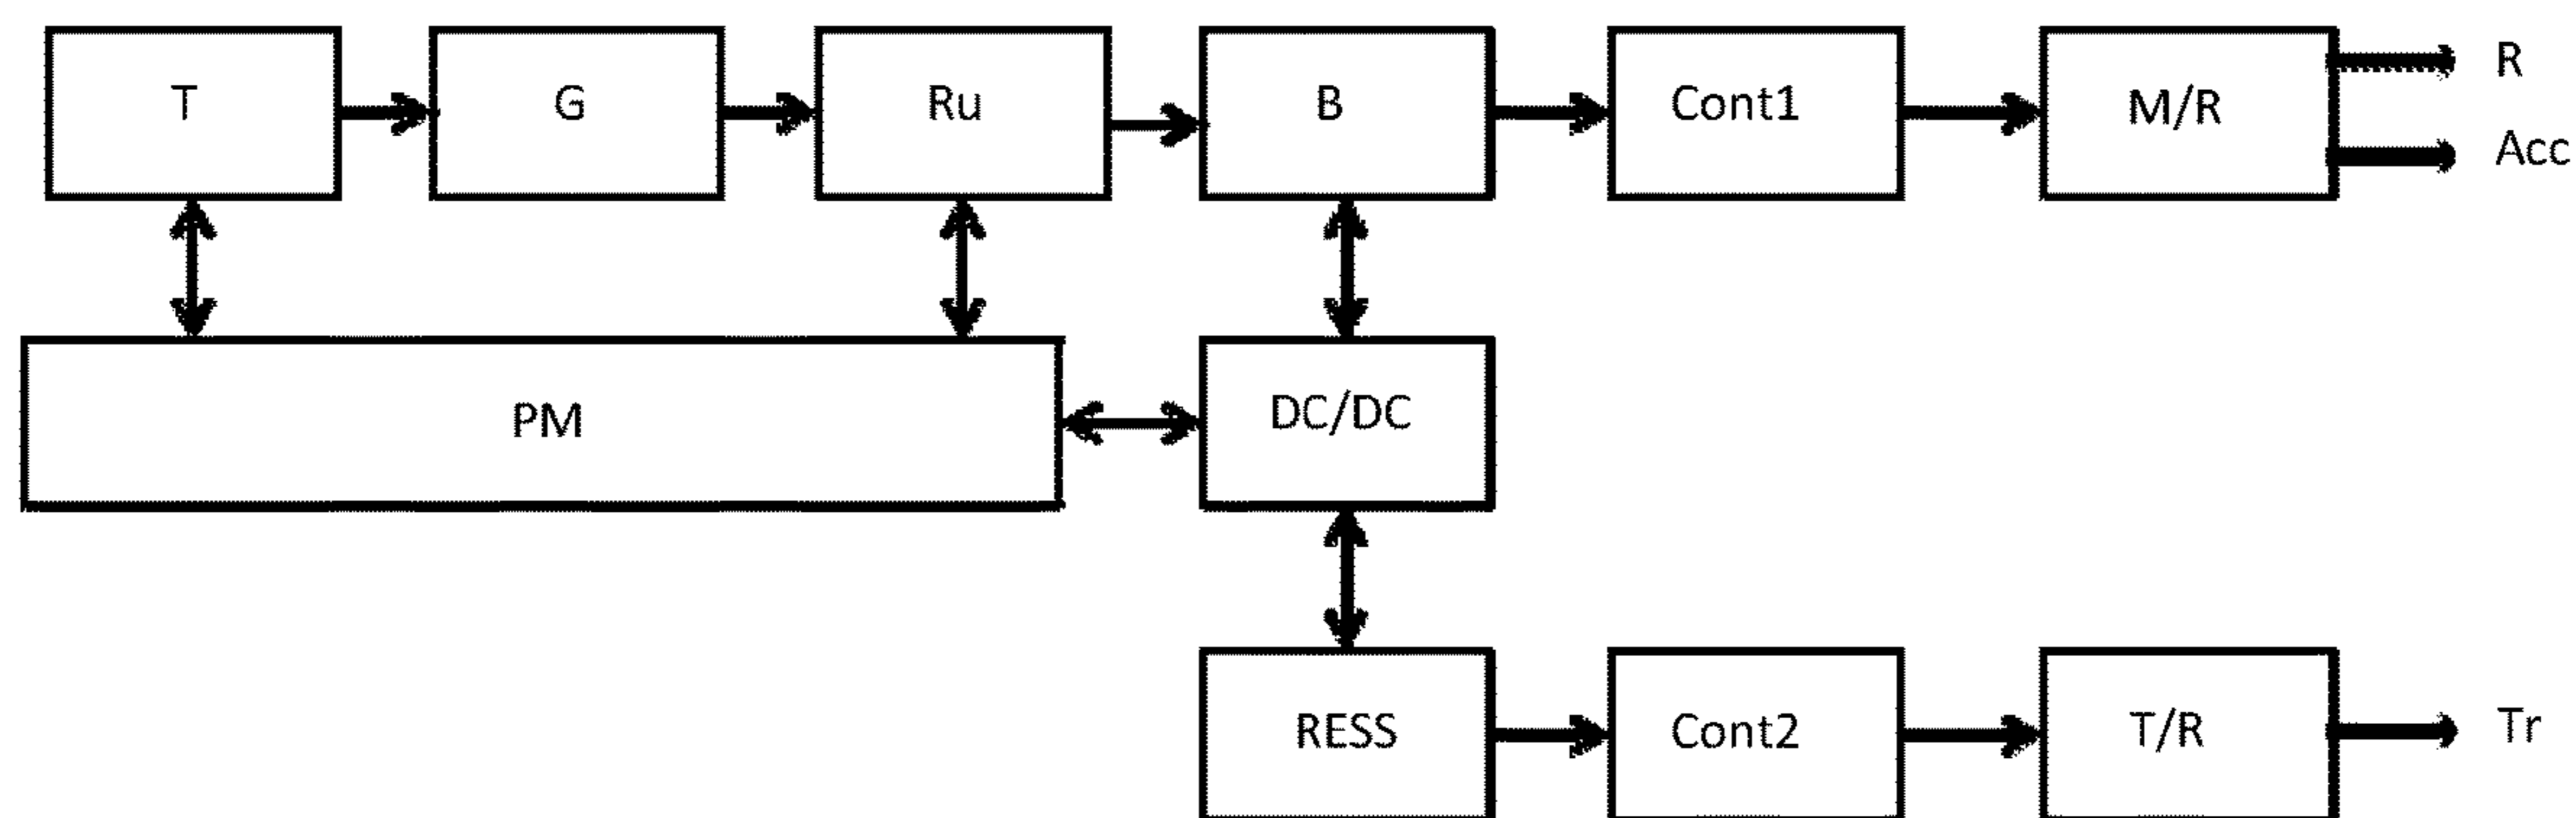 T
G
Ru
B
Cont1
M/R
R
Acc
PM
DC/DC
RESS
Cont2
T/R
Tr